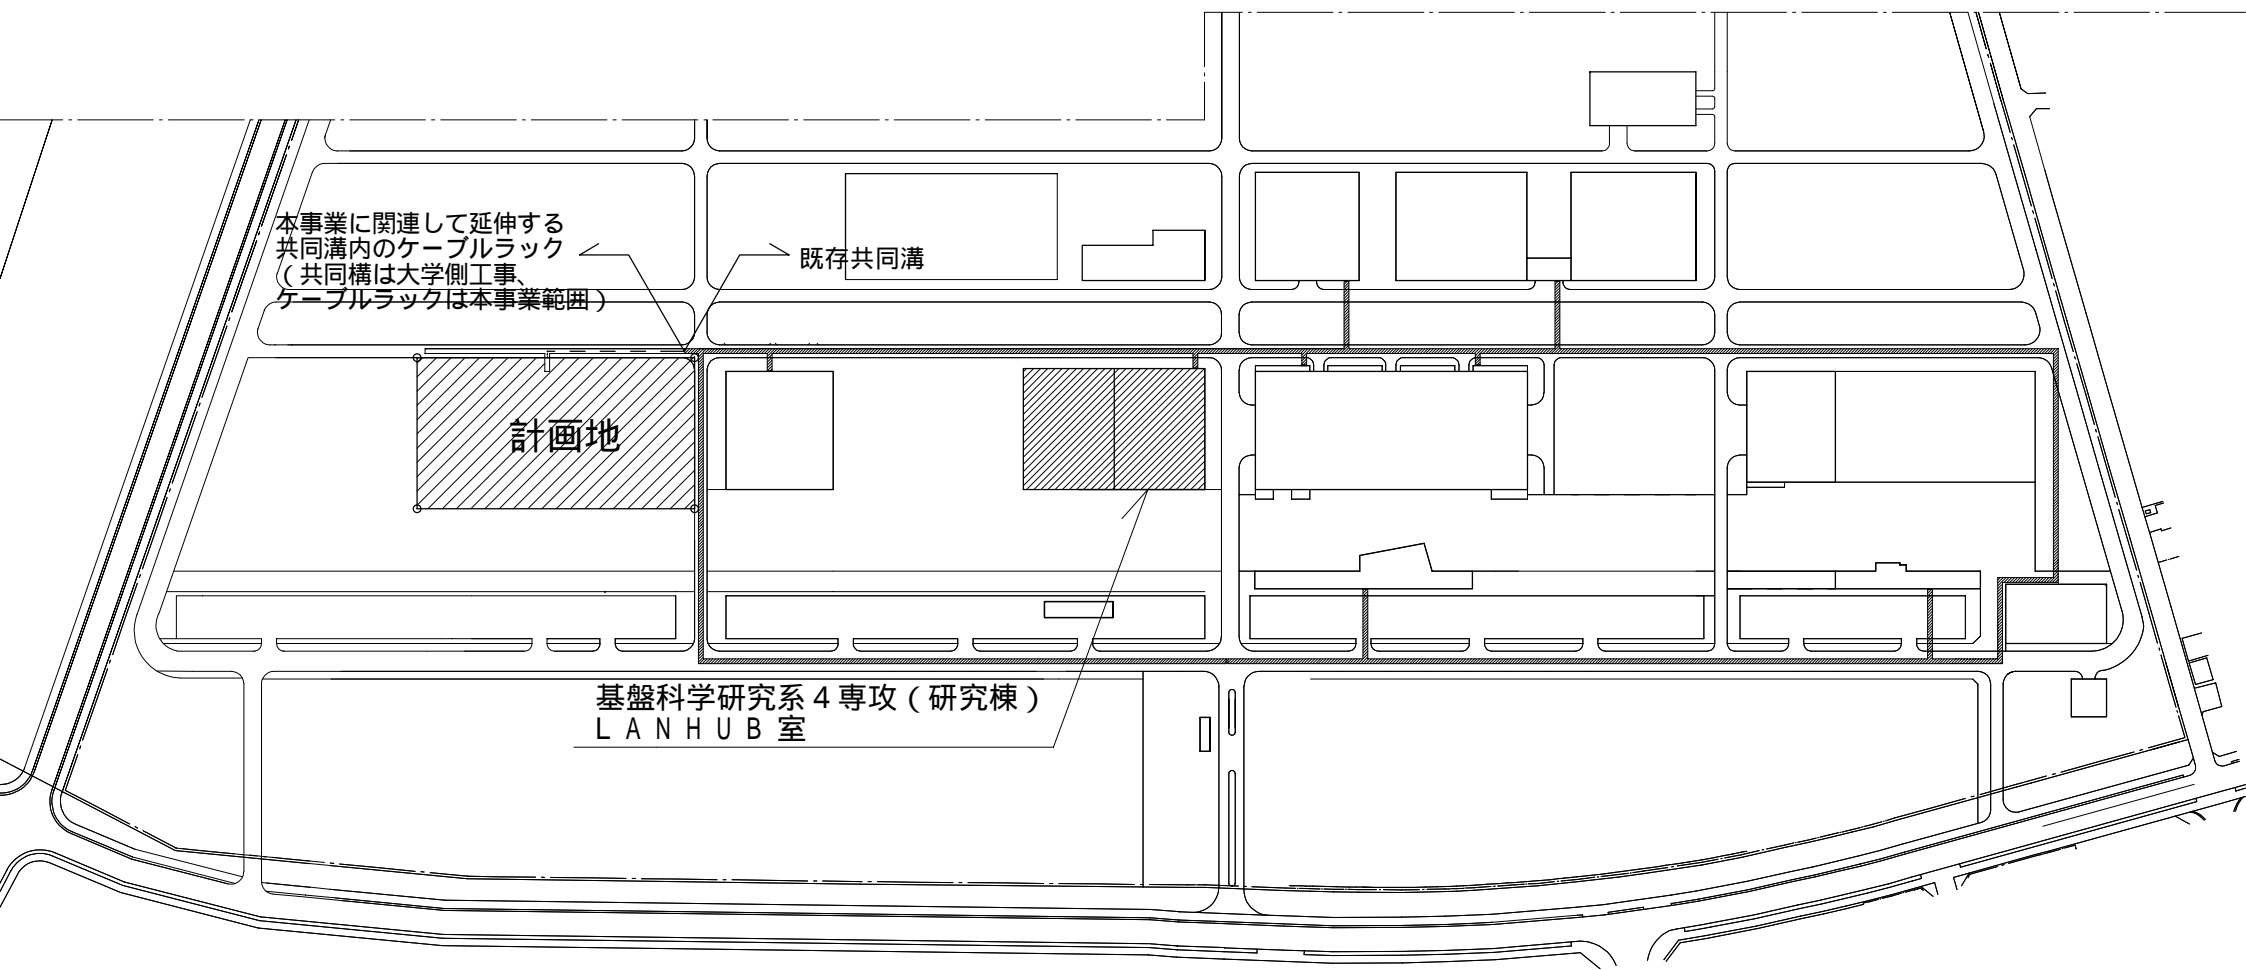 本事業に関連して延伸する
共同溝内のケーブルラック
（共同構は大学側工事、
ケーブルラックは本事業範囲）
既存共同溝
計画地
基盤科学研究系４専攻（研究棟）
ＬＡＮＨＵＢ室